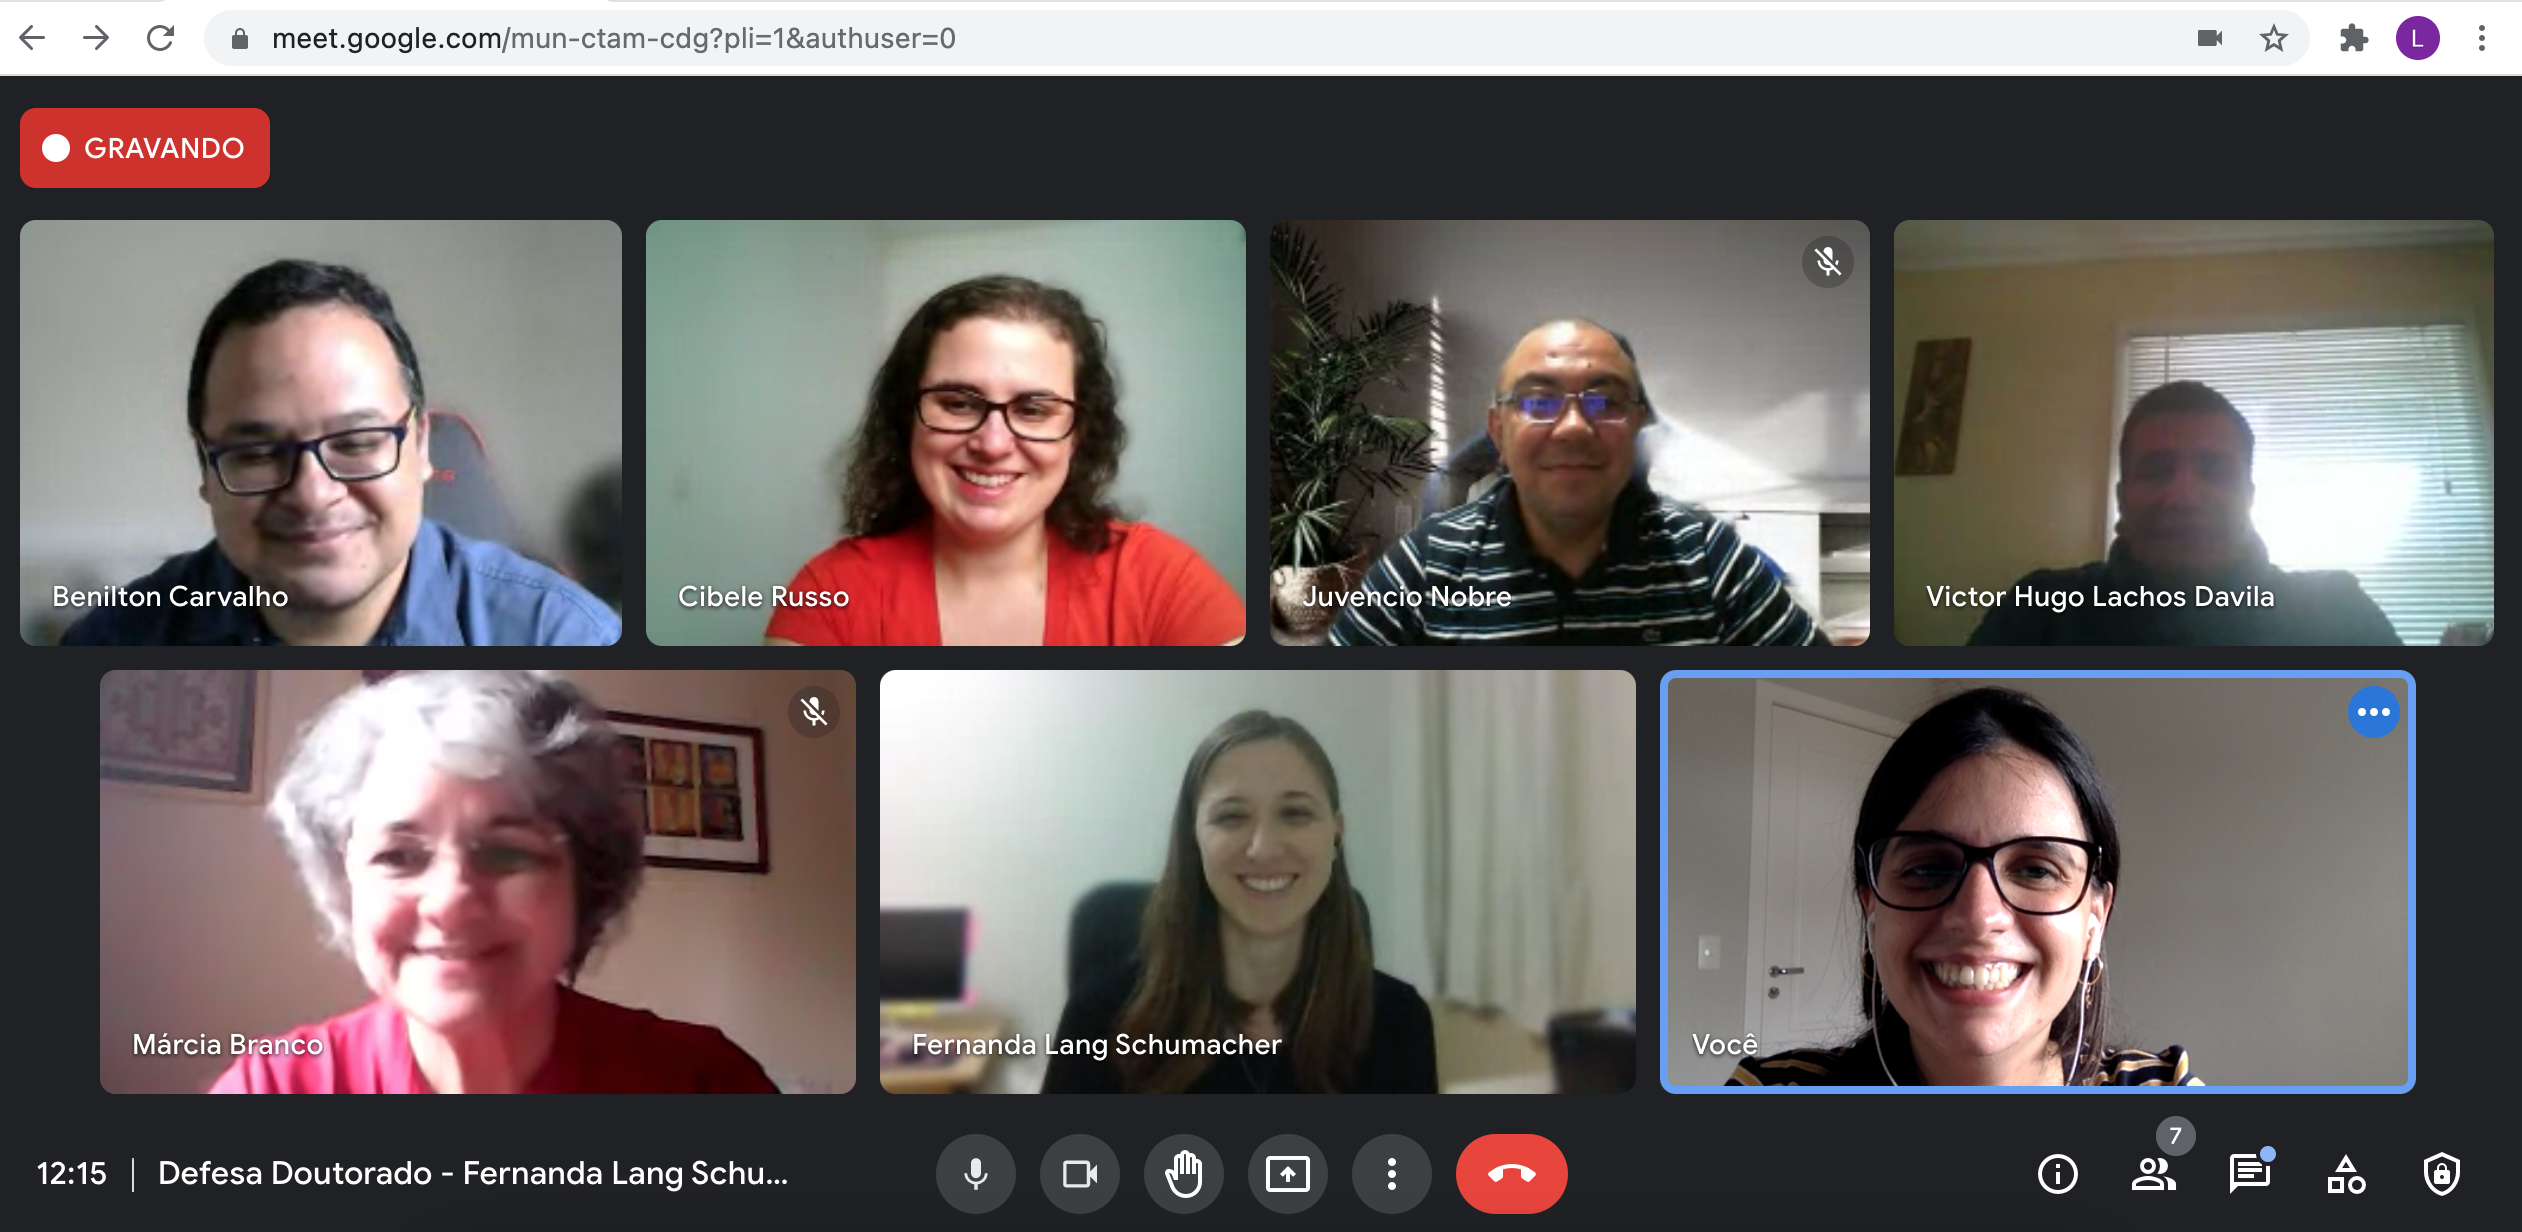 meet.google.com/mun-ctam-cdg?pli=1&authuser=0
L
GRAVANDO
Benilton Carvalho
Cibele Russo
Juvencio Nobre
Victor Hugo Lachos Davila
Márcia Branco
Fernanda Lang Schumacher
Você
7
12:15 | Defesa Doutorado - Fernanda Lang Schu...